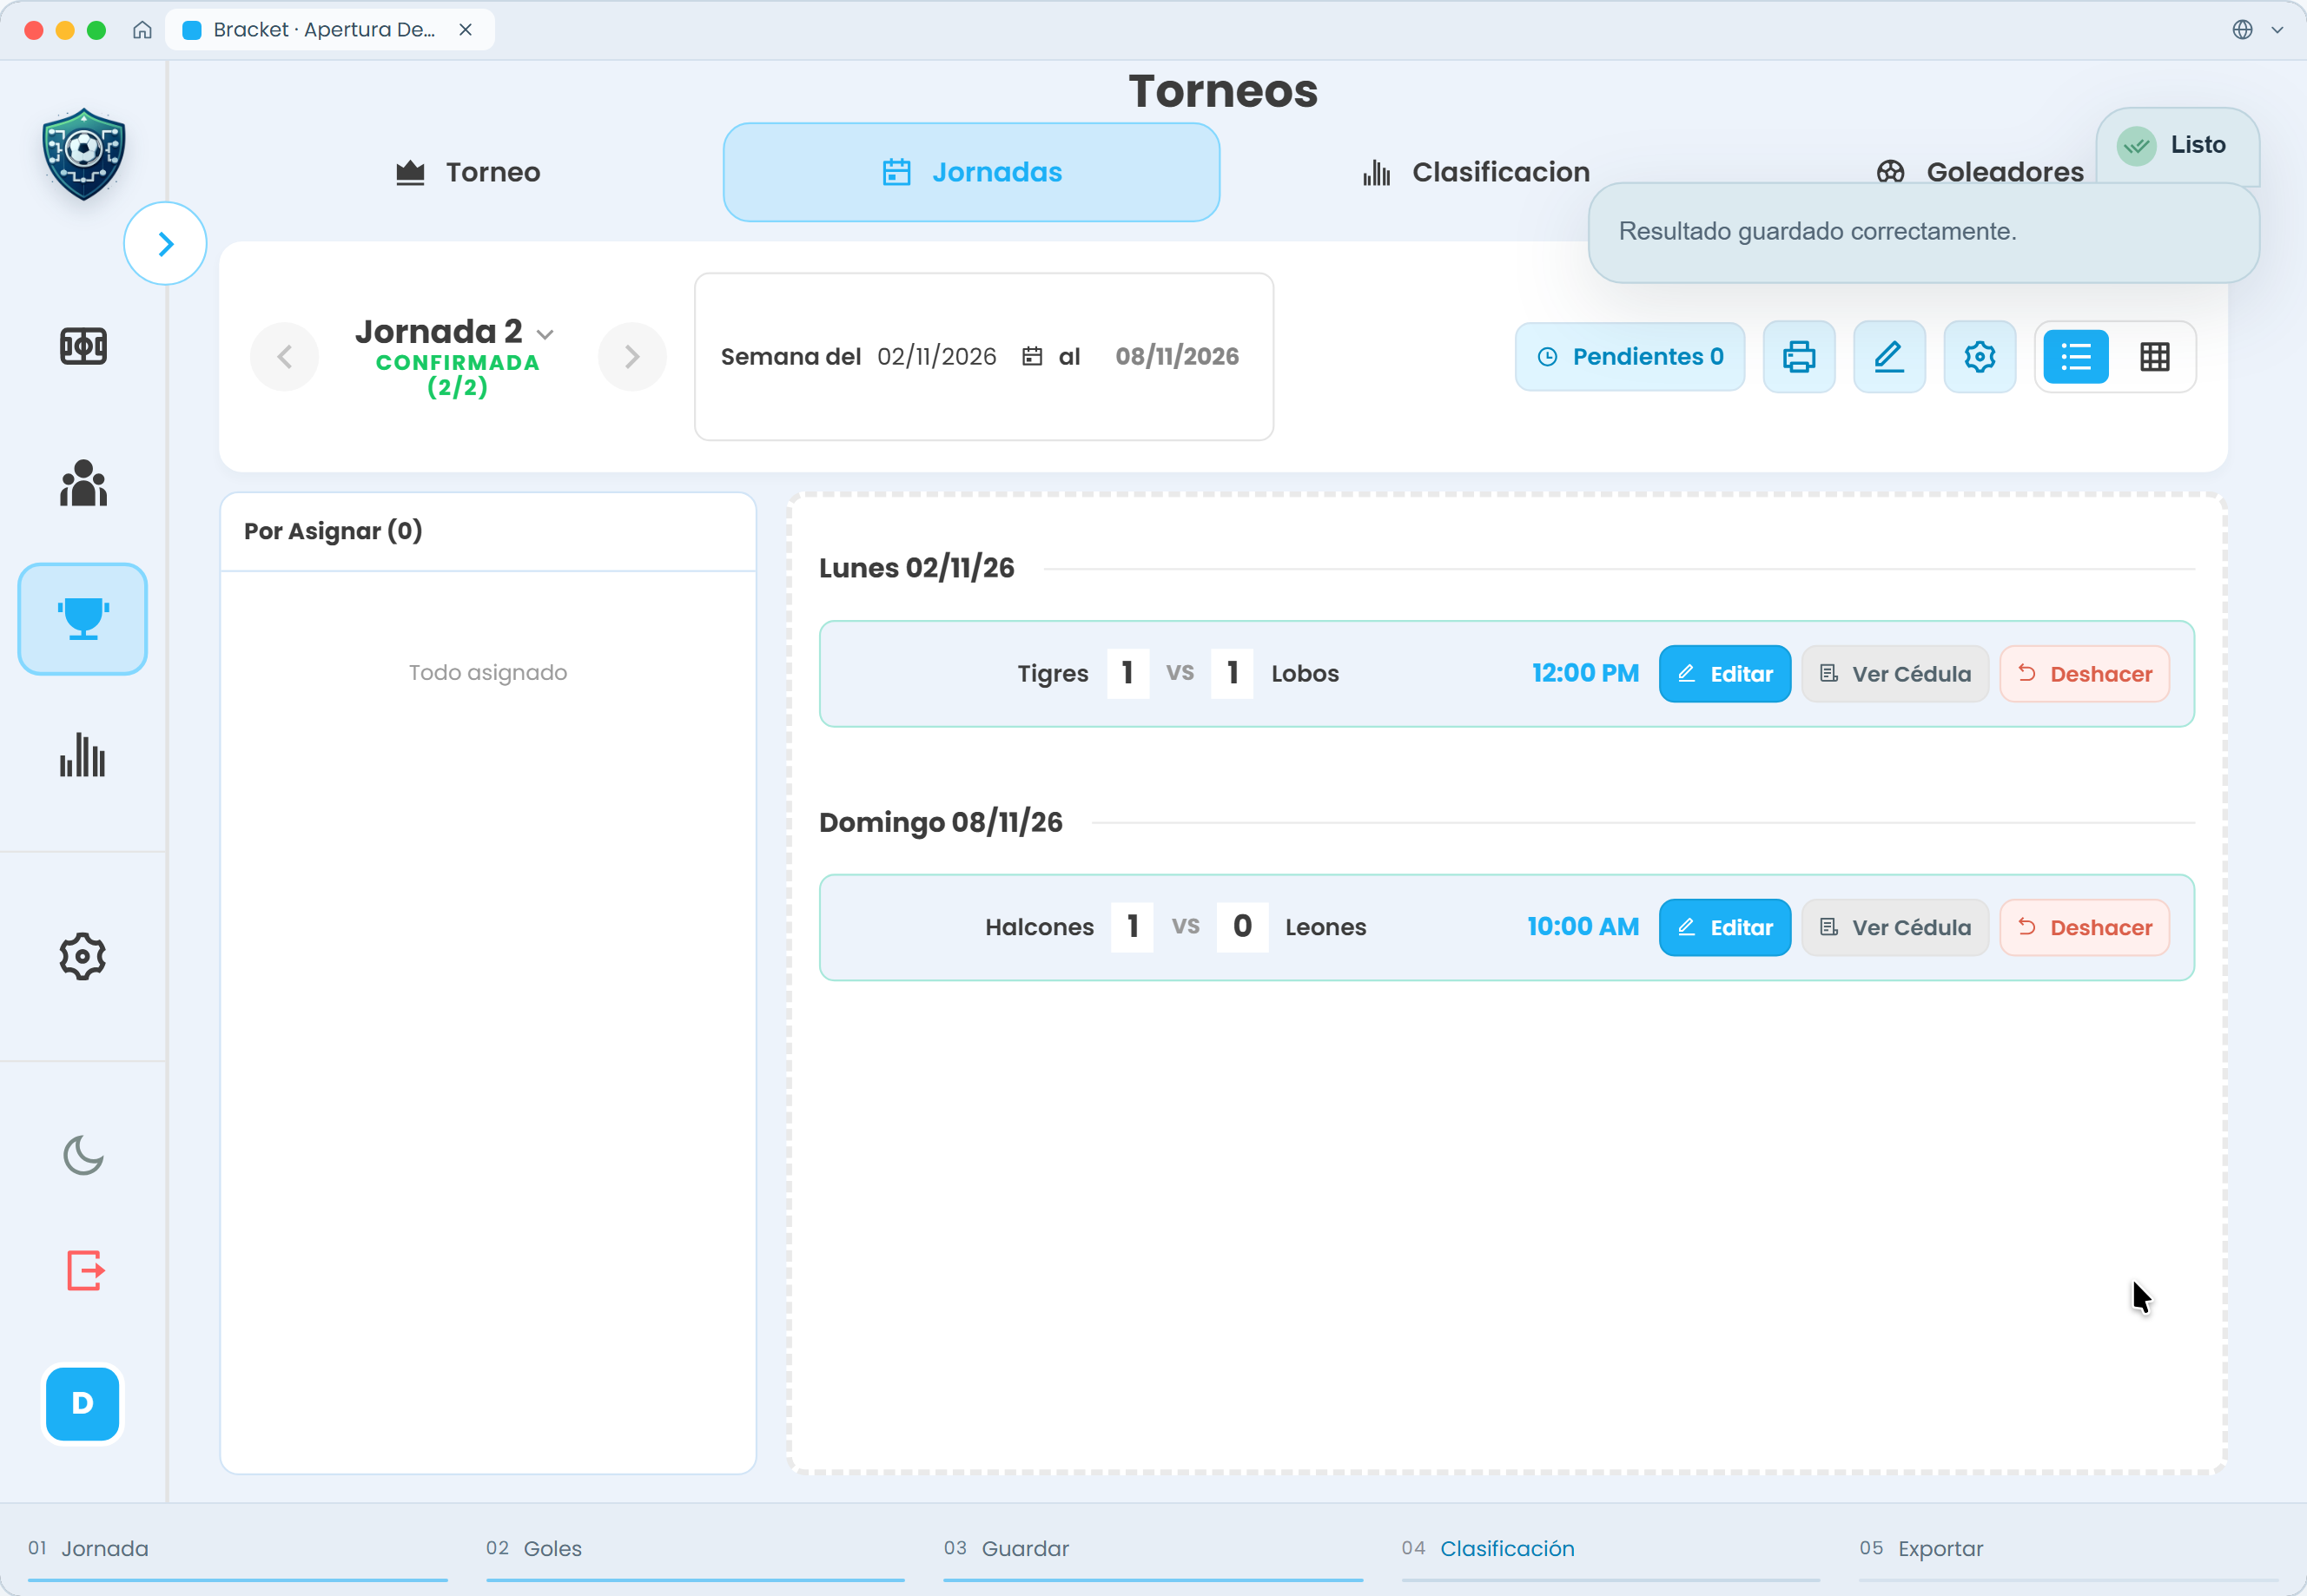 Bracket · Apertura De...
Torneos
Torneo
Jornadas
Clasificacion
Goleadores
Listo
Resultado guardado correctamente.
Jornada 2
CONFIRMADA
(2/2)
Semana del 02/11/2026 al 08/11/2026
Pendientes 0
Por Asignar (0)
Todo asignado
Lunes 02/11/26
Tigres 1 VS 1 Lobos 12:00 PM Editar Ver Cédula Deshacer
Domingo 08/11/26
Halcones 1 VS 0 Leones 10:00 AM Editar Ver Cédula Deshacer
D
01 Jornada
02 Goles
03 Guardar
04 Clasificación
05 Exportar